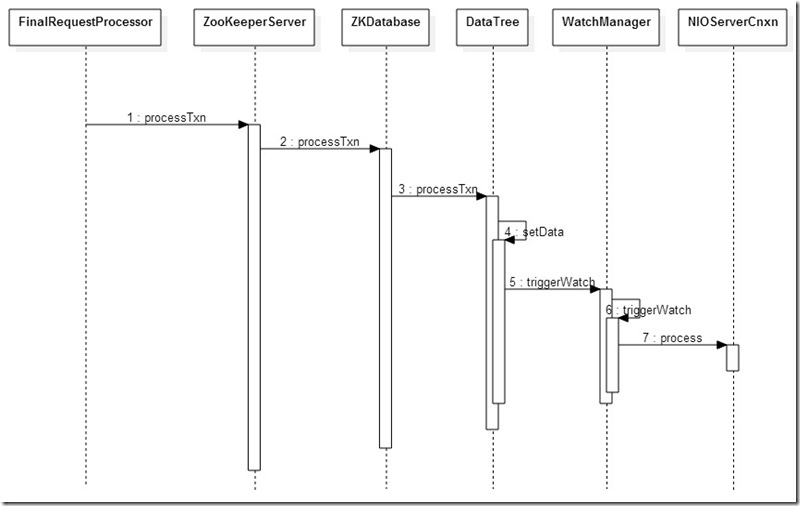 FinalRequestProcessor
ZooKeeperServer
ZKDatabase
DataTree
WatchManager
NIOServerCnxn
1 : processTxn
2 : processTxn
3 : processTxn
4 : setData
5 : triggerWatch
6 : triggerWatch
7 : process